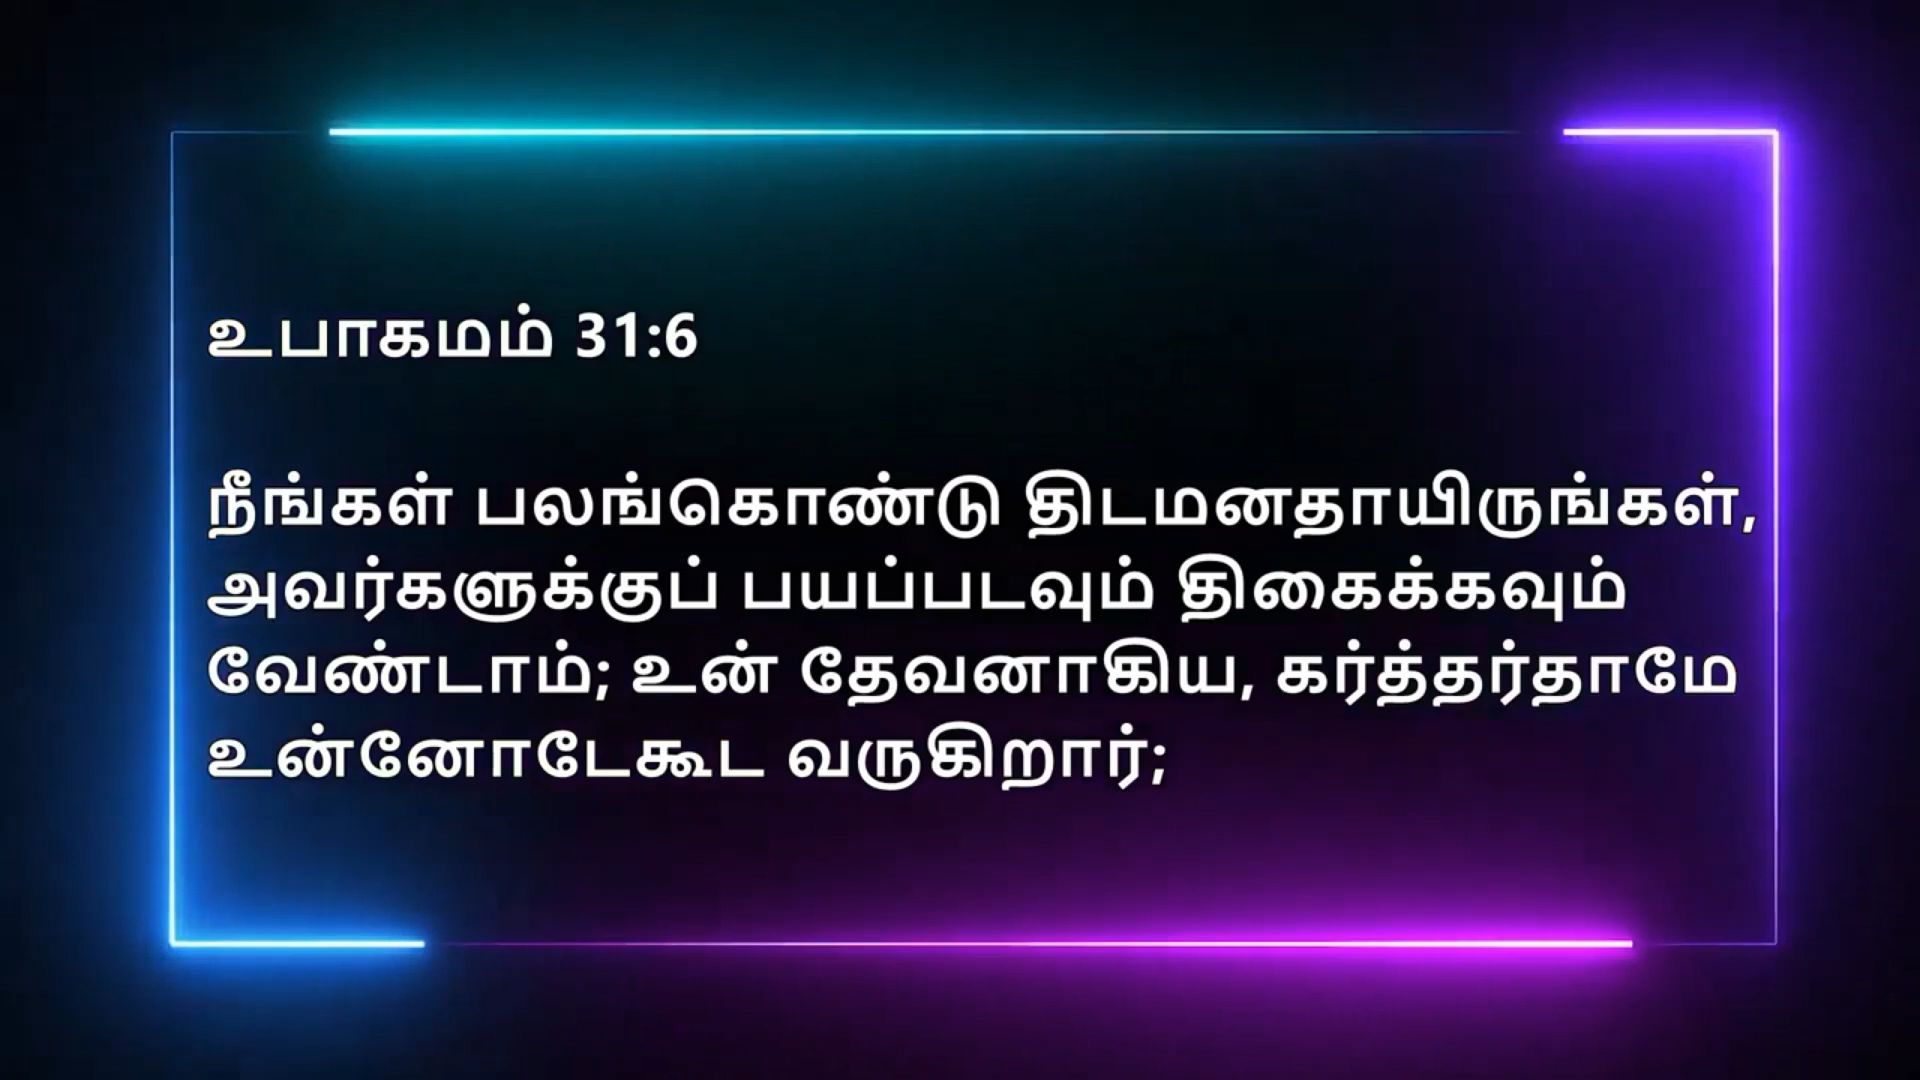 உபாகமம் 31:6
நீங்கள் பலங்கொண்டு திடமனதாயிருங்கள்,
அவர்களுக்குப் பயப்படவும் திகைக்கவும்
வேண்டாம்; உன் தேவனாகிய, கர்த்தர்தாமே
உன்னோடேகூட வருகிறார்;